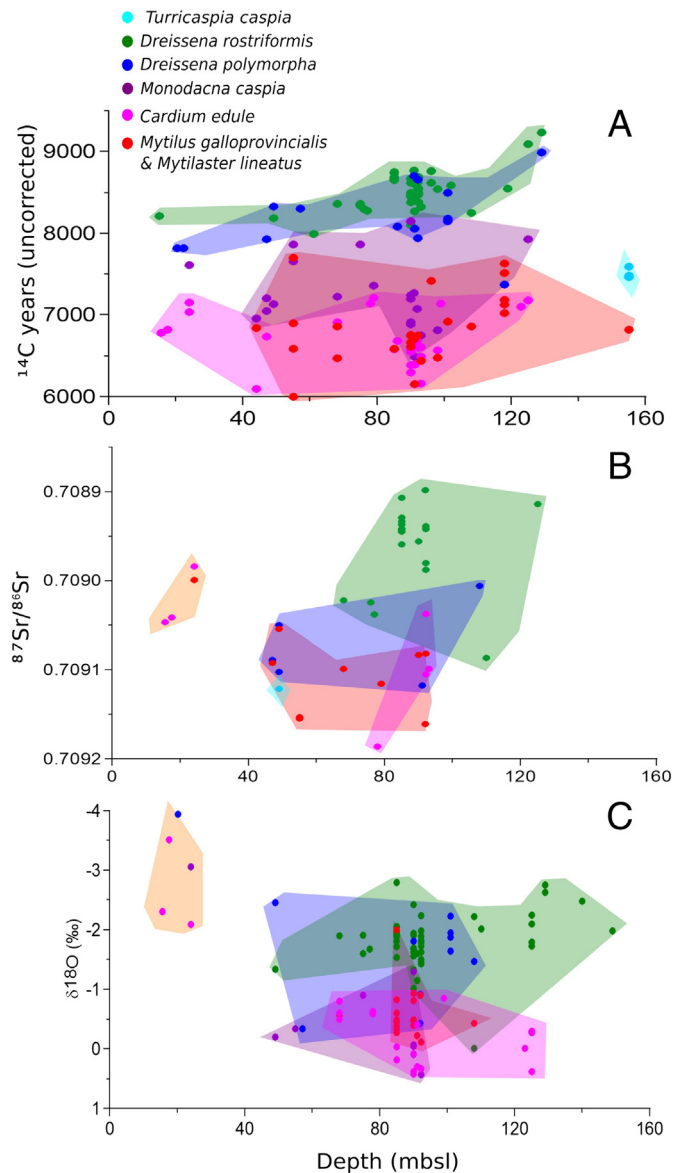 Turricaspia caspia
Dreissena rostriformis
Dreissena polymorpha
Monodacna caspia
Cardium edule
Mytilus galloprovincialis
& Mytilaster lineatus
A
¹⁴C years (uncorrected)
9000
8000
7000
6000
0 40 80 120 160
B
⁸⁷Sr/⁸⁶Sr
0.7089
0.7090
0.7091
0.7092
0 40 80 120 160
C
δ18O (‰)
-4
-3
-2
-1
0
1
0 40 80 120 160
Depth (mbsl)